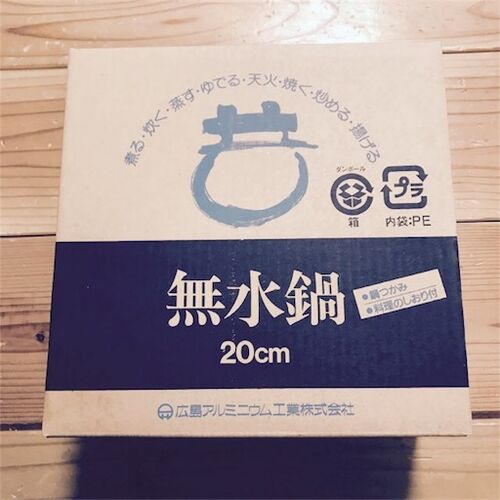 煮る・炊く・蒸す・ゆでる・天火・焼く・炒める・揚げる
ダンボール
箱
プラ
内袋:PE
無水鍋
20cm
●鍋つかみ
●料理のしおり付
広島アルミニウム工業株式会社